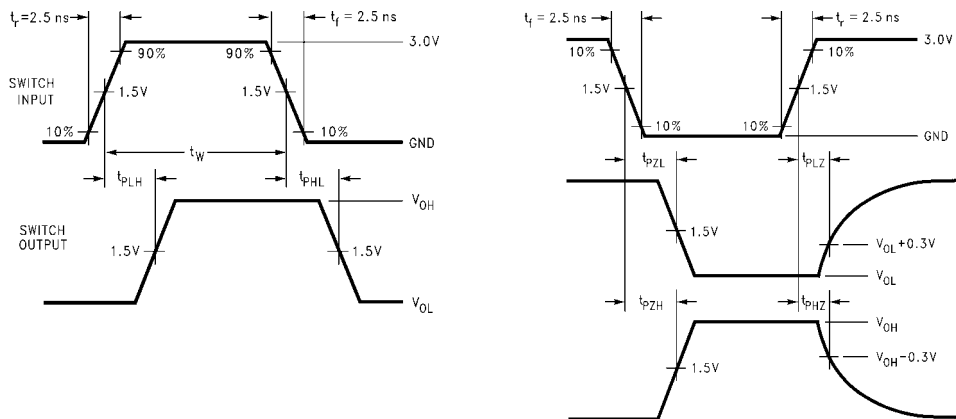 tr=2.5 ns
tf= 2.5 ns
3.0V
90%
90%
SWITCH
INPUT
1.5V
1.5V
10%
10%
GND
tW
tPLH
tPHL
VOH
SWITCH
OUTPUT
1.5V
1.5V
VOL
tf= 2.5 ns
tr= 2.5 ns
3.0V
10%
10%
1.5V
1.5V
10%
10%
GND
tPZL
tPLZ
1.5V
VOL+0.3V
VOL
tPZH
tPHZ
VOH
VOH-0.3V
1.5V